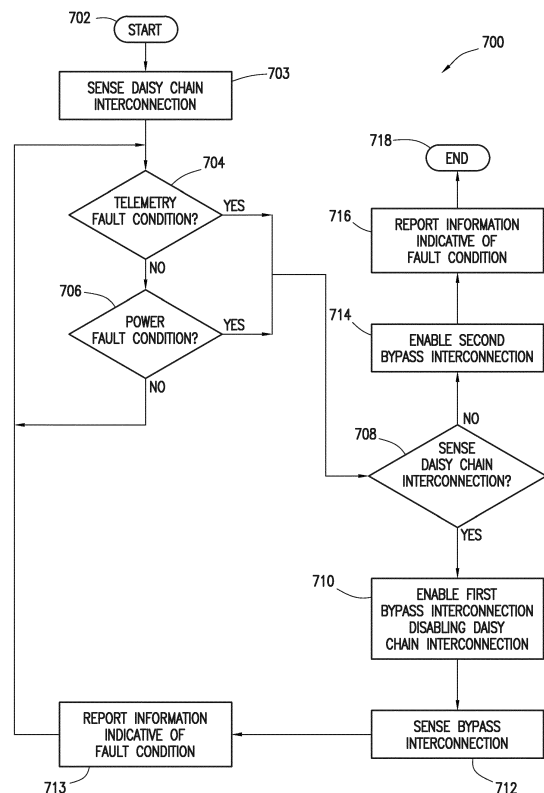 702
START
700
703
SENSE DAISY CHAIN
INTERCONNECTION
718
END
704
TELEMETRY
FAULT CONDITION?
YES
NO
716
REPORT INFORMATION
INDICATIVE OF
FAULT CONDITION
706
POWER
FAULT CONDITION?
YES
NO
714
ENABLE SECOND
BYPASS INTERCONNECTION
NO
708
SENSE
DAISY CHAIN
INTERCONNECTION?
YES
710
ENABLE FIRST
BYPASS INTERCONNECTION
DISABLING DAISY
CHAIN INTERCONNECTION
REPORT INFORMATION
INDICATIVE OF
FAULT CONDITION
713
SENSE BYPASS
INTERCONNECTION
712